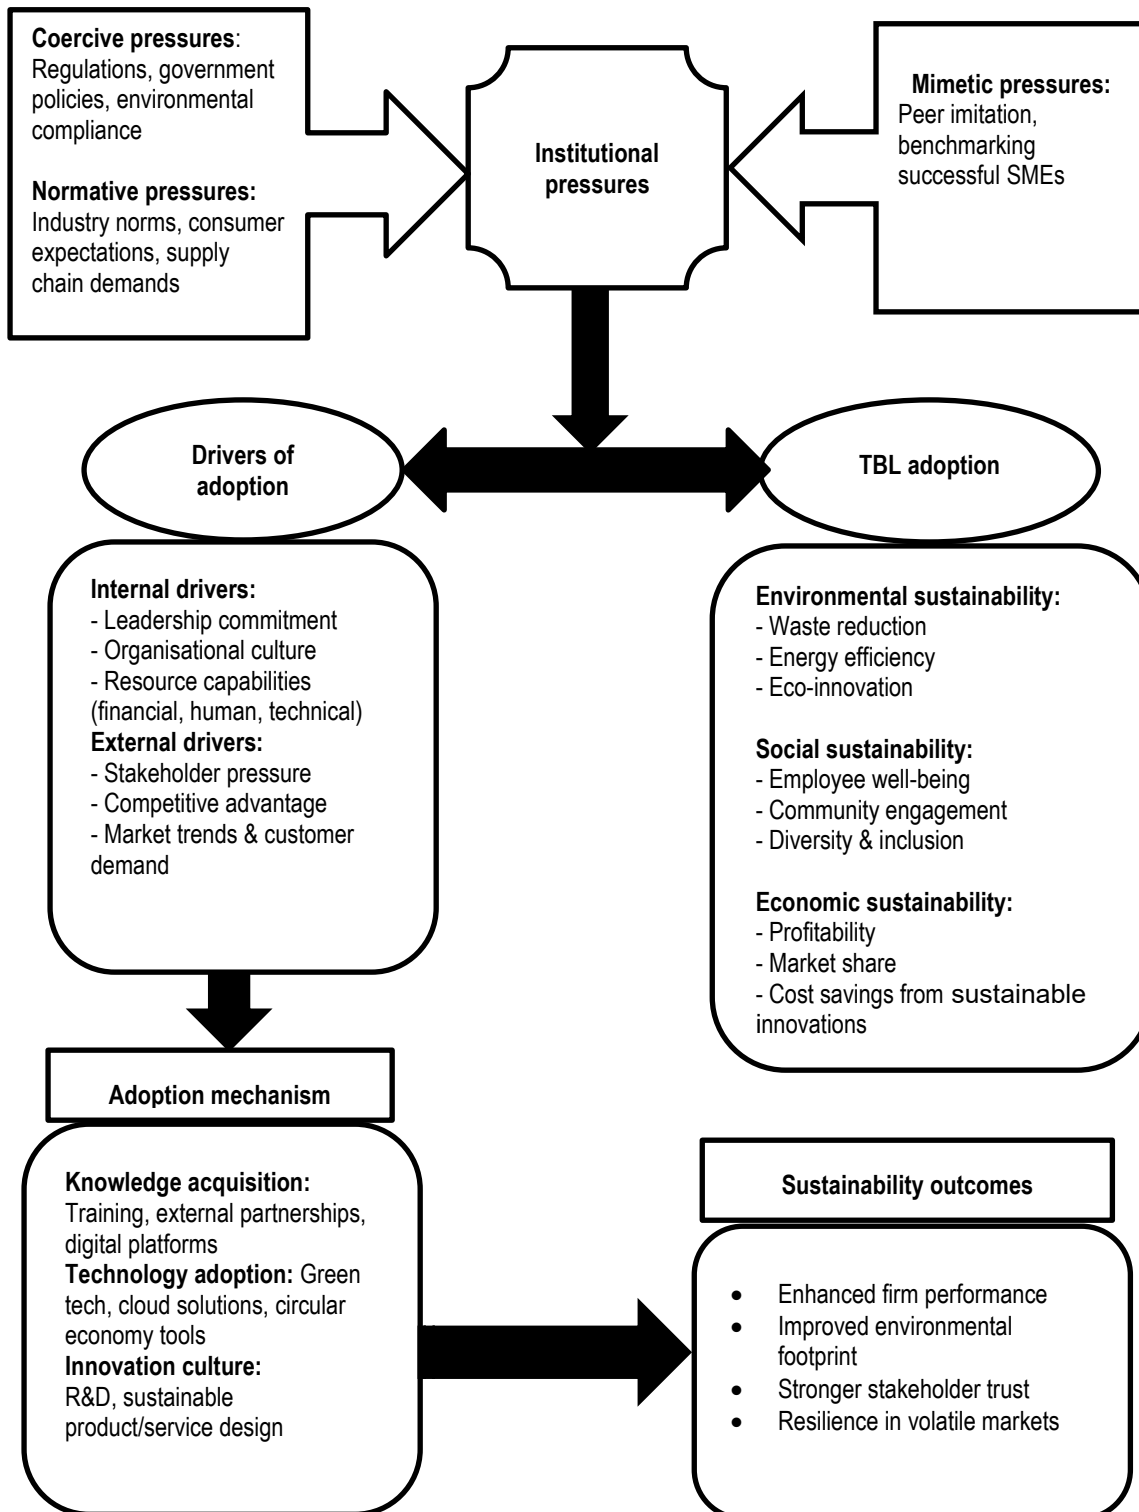 Coercive pressures:
Regulations, government
policies, environmental
compliance
Normative pressures:
Industry norms, consumer
expectations, supply
chain demands
Institutional
pressures
Mimetic pressures:
Peer imitation,
benchmarking
successful SMEs
Drivers of
adoption
TBL adoption
Internal drivers:
- Leadership commitment
- Organisational culture
- Resource capabilities
(financial, human, technical)
External drivers:
- Stakeholder pressure
- Competitive advantage
- Market trends & customer
demand
Environmental sustainability:
- Waste reduction
- Energy efficiency
- Eco-innovation
Social sustainability:
- Employee well-being
- Community engagement
- Diversity & inclusion
Economic sustainability:
- Profitability
- Market share
- Cost savings from sustainable
innovations
Adoption mechanism
Knowledge acquisition:
Training, external partnerships,
digital platforms
Technology adoption: Green
tech, cloud solutions, circular
economy tools
Innovation culture:
R&D, sustainable
product/service design
Sustainability outcomes
• Enhanced firm performance
• Improved environmental
footprint
• Stronger stakeholder trust
• Resilience in volatile markets